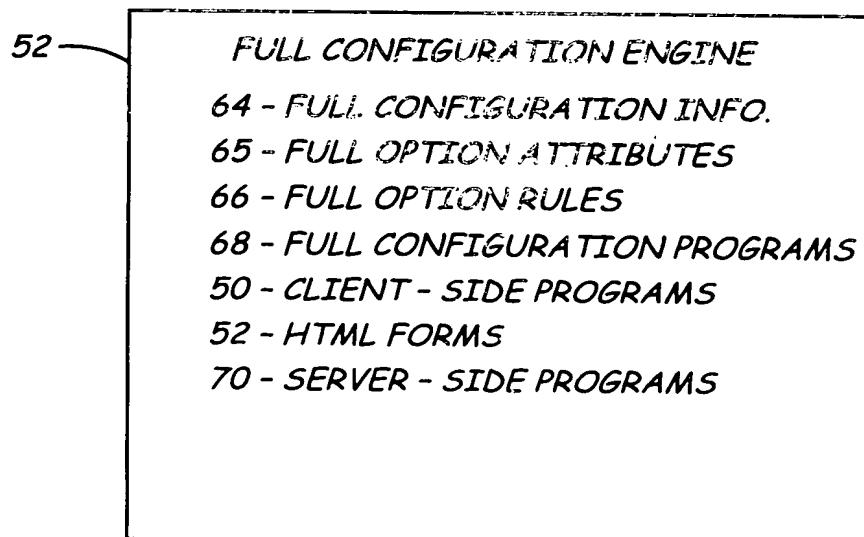 52
FULL CONFIGURATION ENGINE
64 - FULL CONFIGURATION INFO.
65 - FULL OPTION ATTRIBUTES
66 - FULL OPTION RULES
68 - FULL CONFIGURATION PROGRAMS
50 - CLIENT - SIDE PROGRAMS
52 - HTML FORMS
70 - SERVER - SIDE PROGRAMS